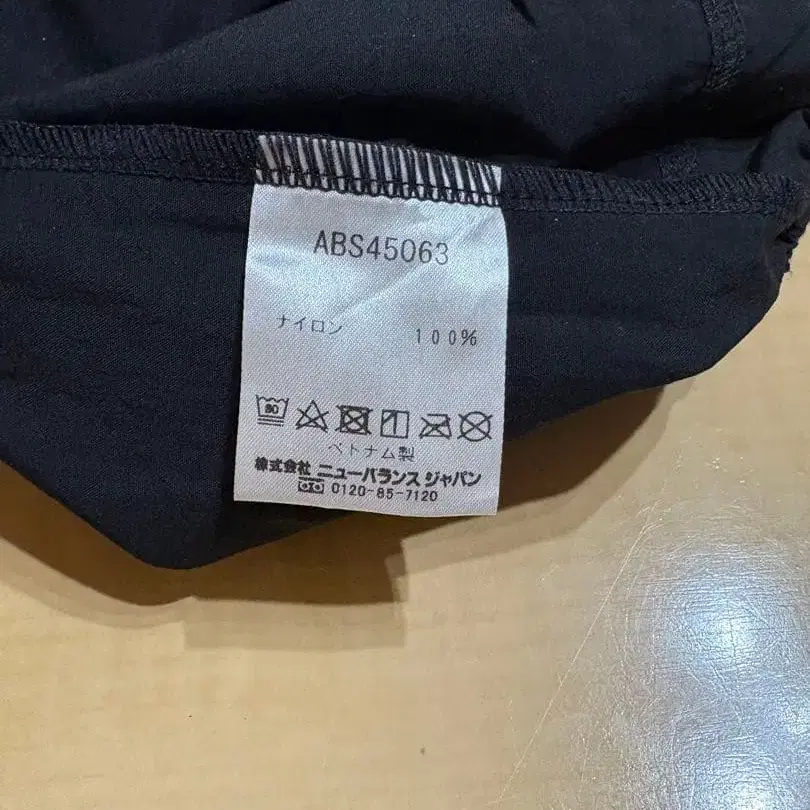 ABS45063
ナイロン 100%
30
ベトナム製
株式会社 ニューバランス ジャパン
0120-85-7120